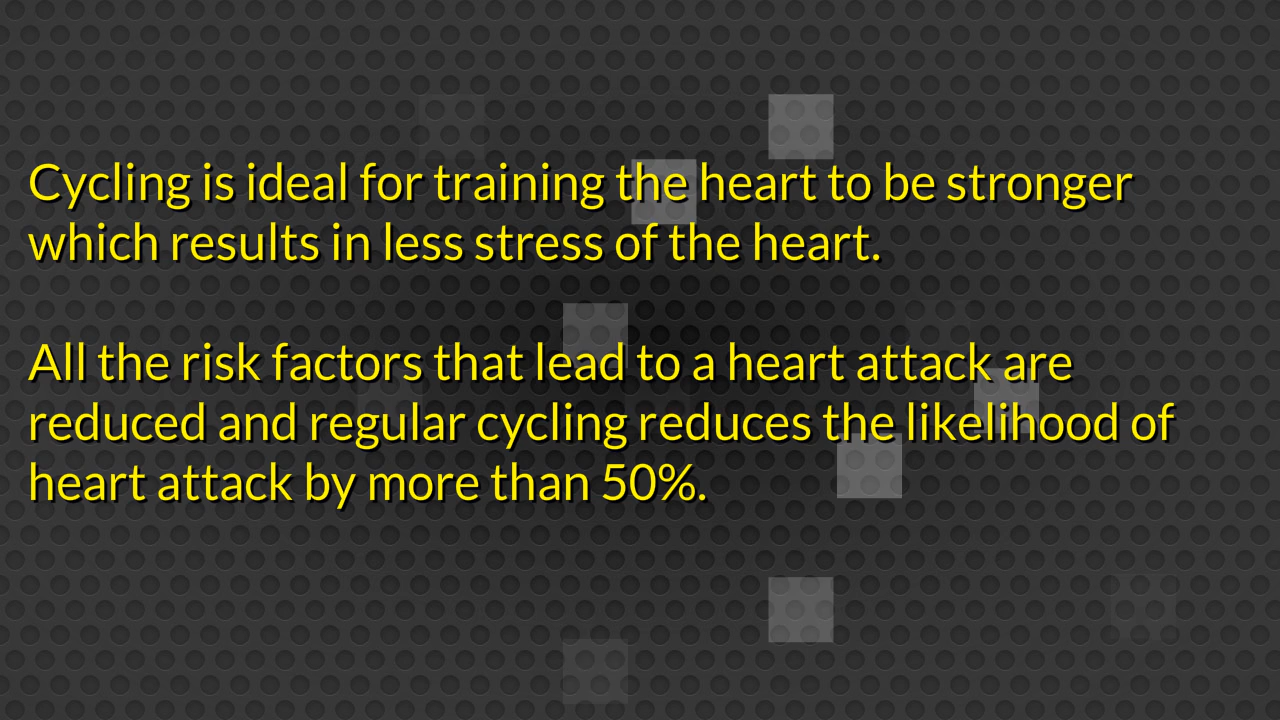 Cycling is ideal for training the heart to be stronger
which results in less stress of the heart.
All the risk factors that lead to a heart attack are
reduced and regular cycling reduces the likelihood of
heart attack by more than 50%.